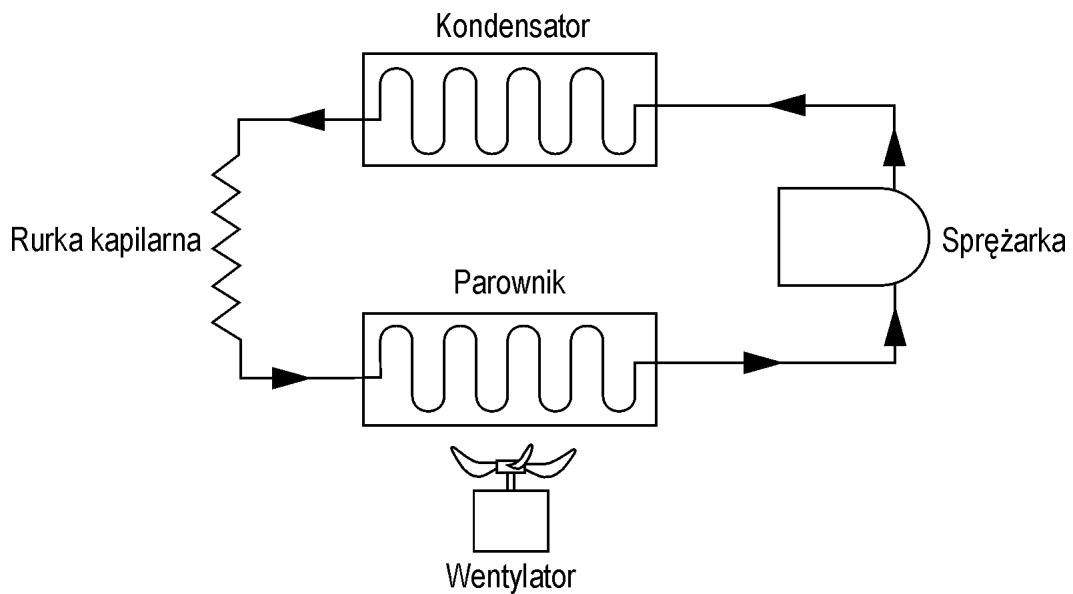 Kondensator
Rurka kapilarna
Sprężarka
Parownik
Wentylator